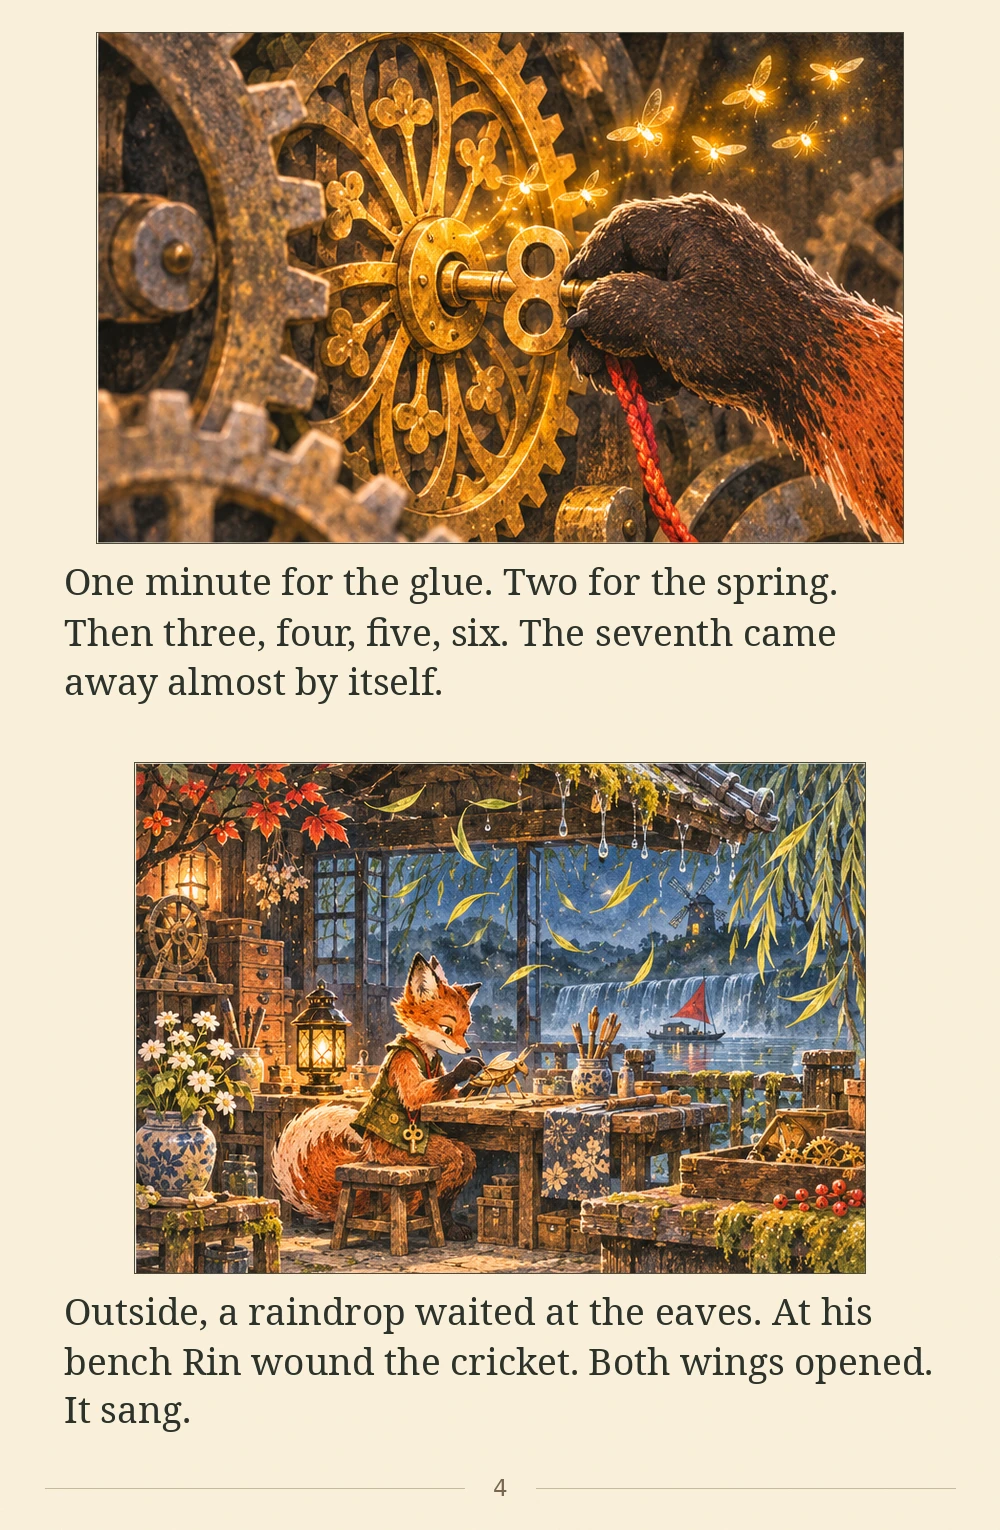 One minute for the glue. Two for the spring.
Then three, four, five, six. The seventh came
away almost by itself.
Outside, a raindrop waited at the eaves. At his
bench Rin wound the cricket. Both wings opened.
It sang.
4